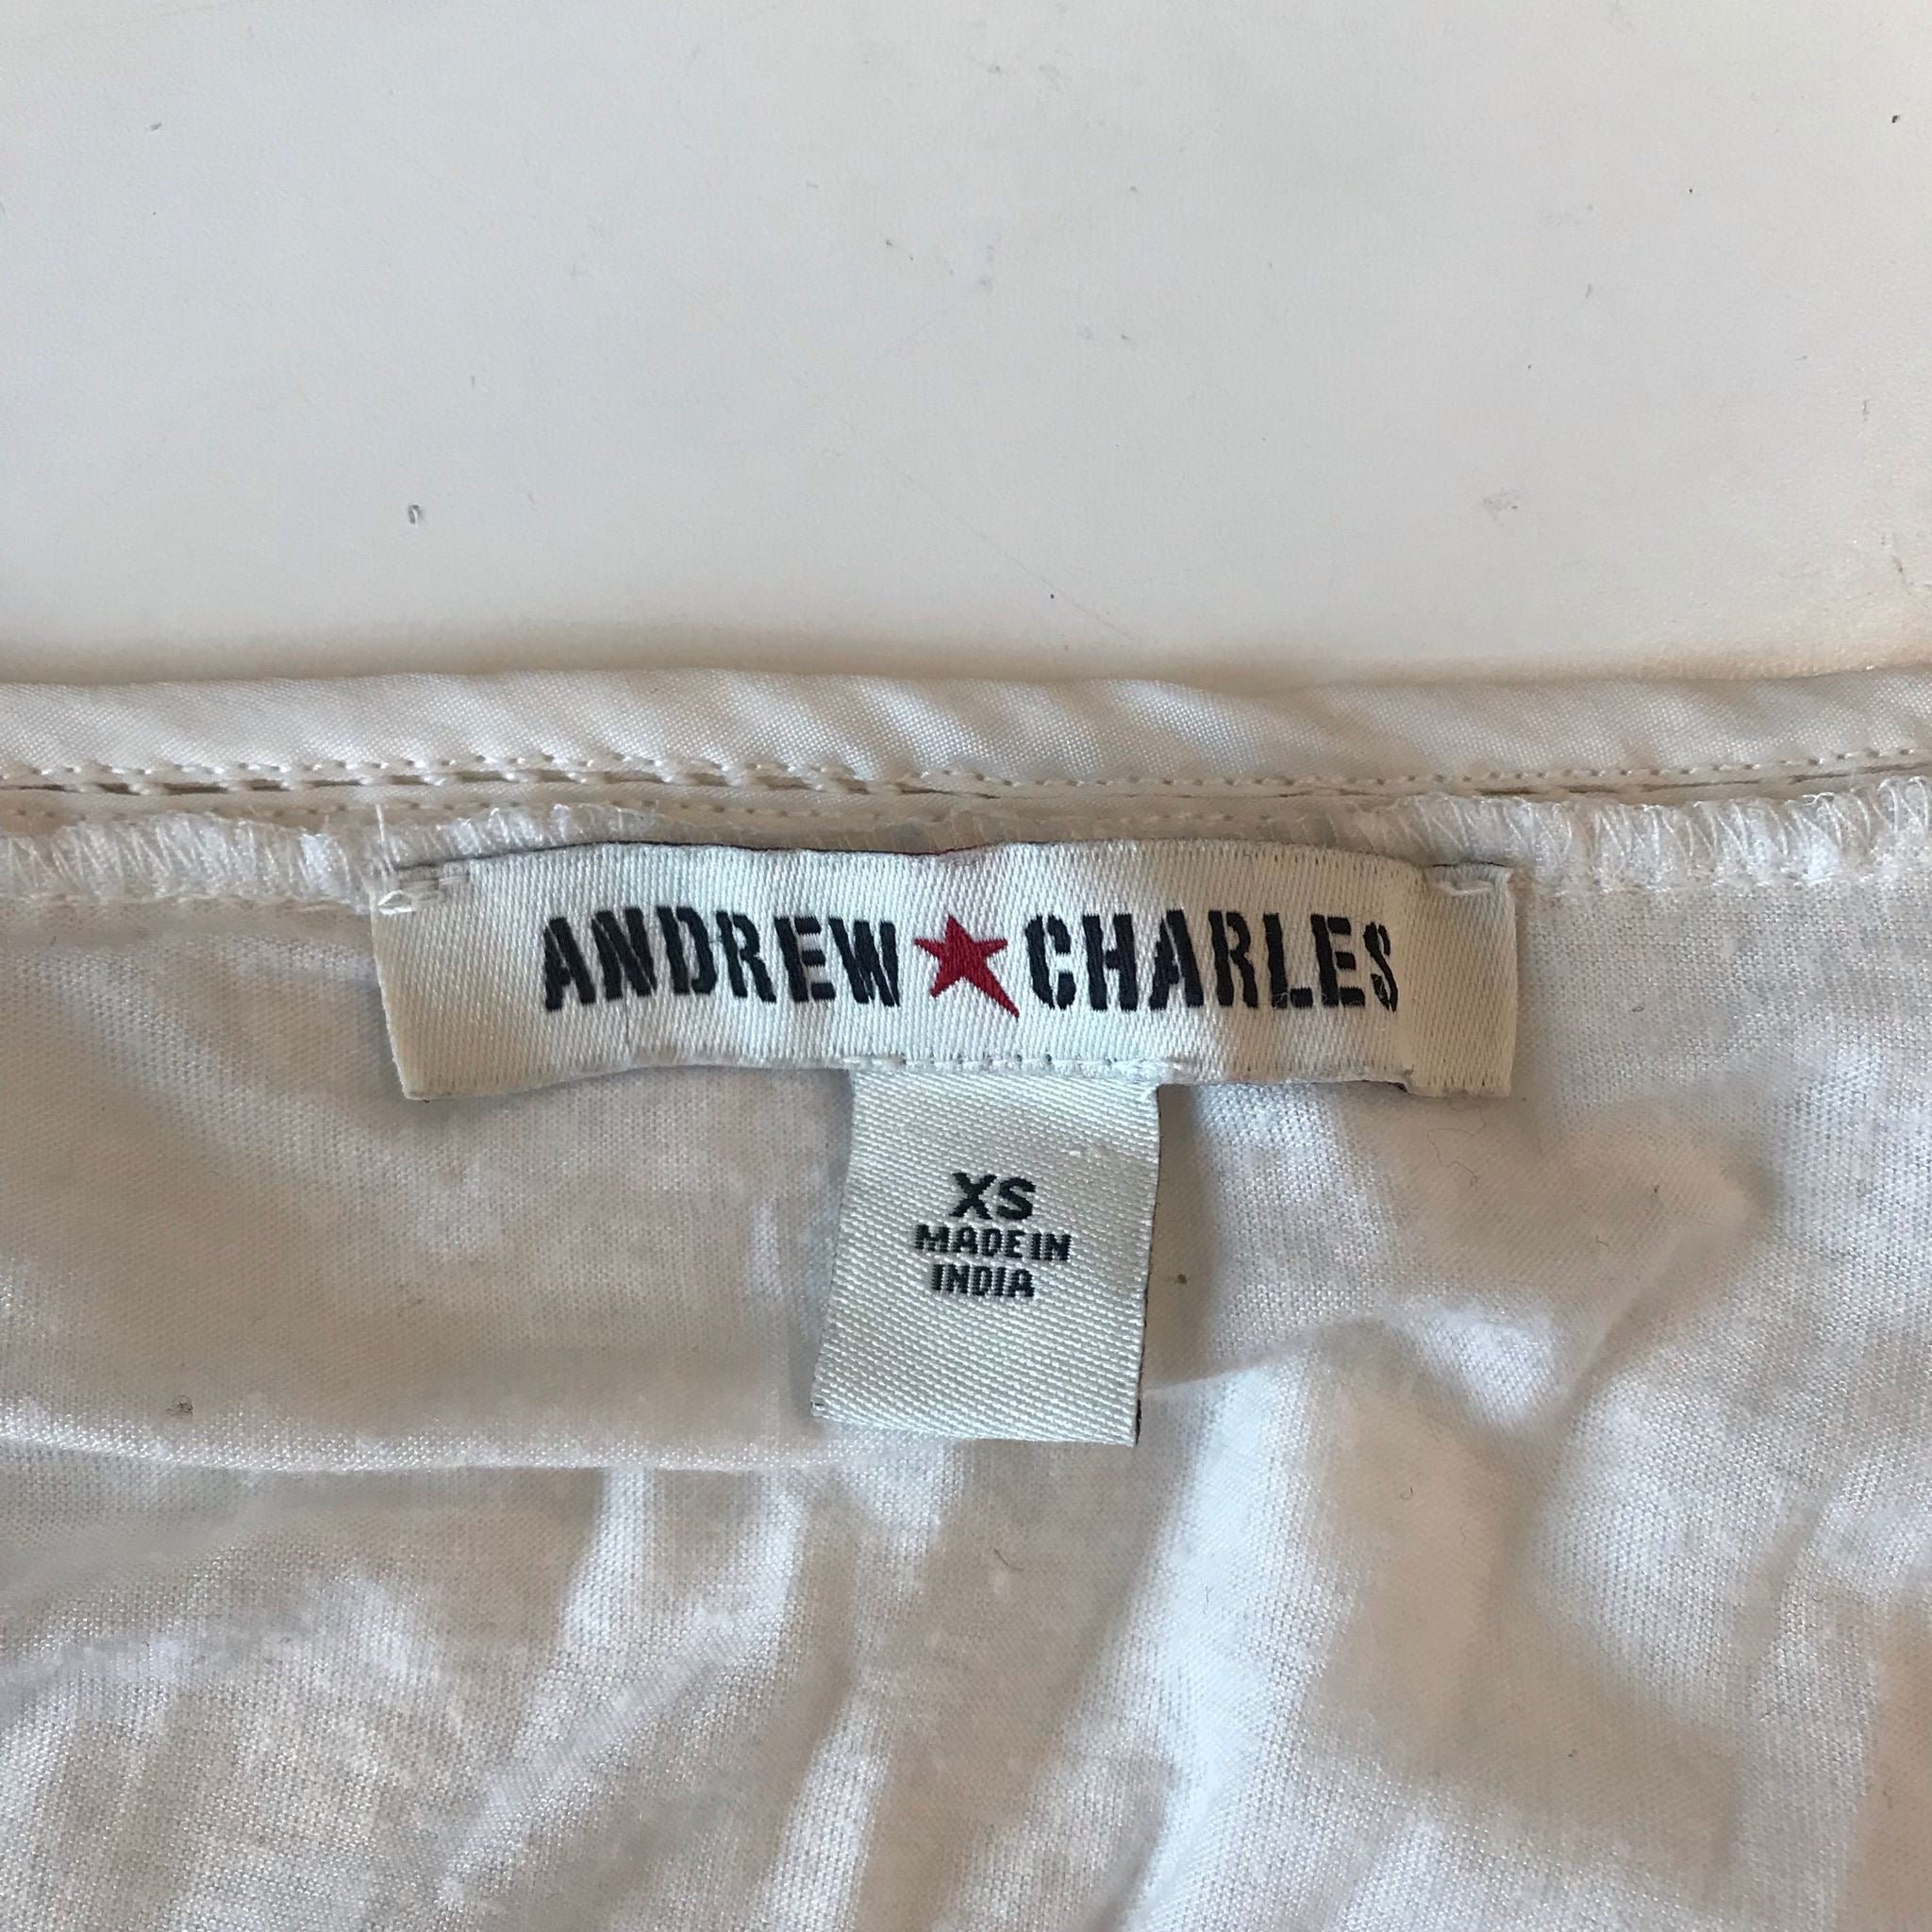 ANDREW★CHARLES
XS
MADE IN
INDIA